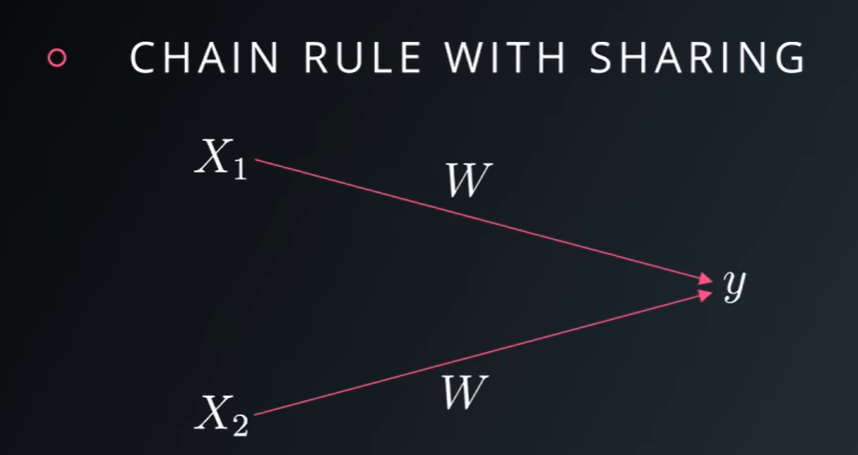 CHAIN RULE WITH SHARING
X₁
W
y
W
X₂